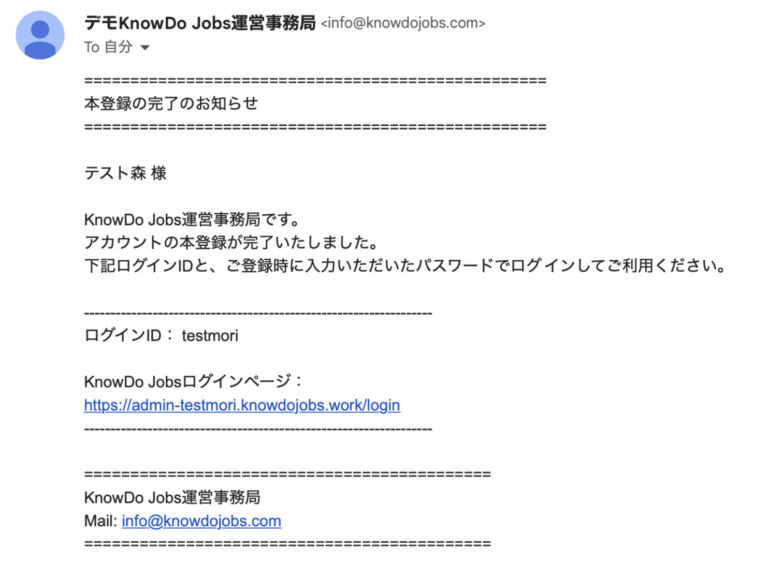 デモKnowDo Jobs運営事務局 <info@knowdojobs.com>
To 自分
==================================================
本登録の完了のお知らせ
==================================================
テスト森 様
KnowDo Jobs運営事務局です。
アカウントの本登録が完了いたしました。
下記ログインIDと、ご登録時に入力いただいたパスワードでログインしてご利用ください。
--------------------------------------------------------------------
ログインID： testmori
KnowDo Jobsログインページ：
https://admin-testmori.knowdojobs.work/login
--------------------------------------------------------------------
============================================
KnowDo Jobs運営事務局
Mail: info@knowdojobs.com
============================================